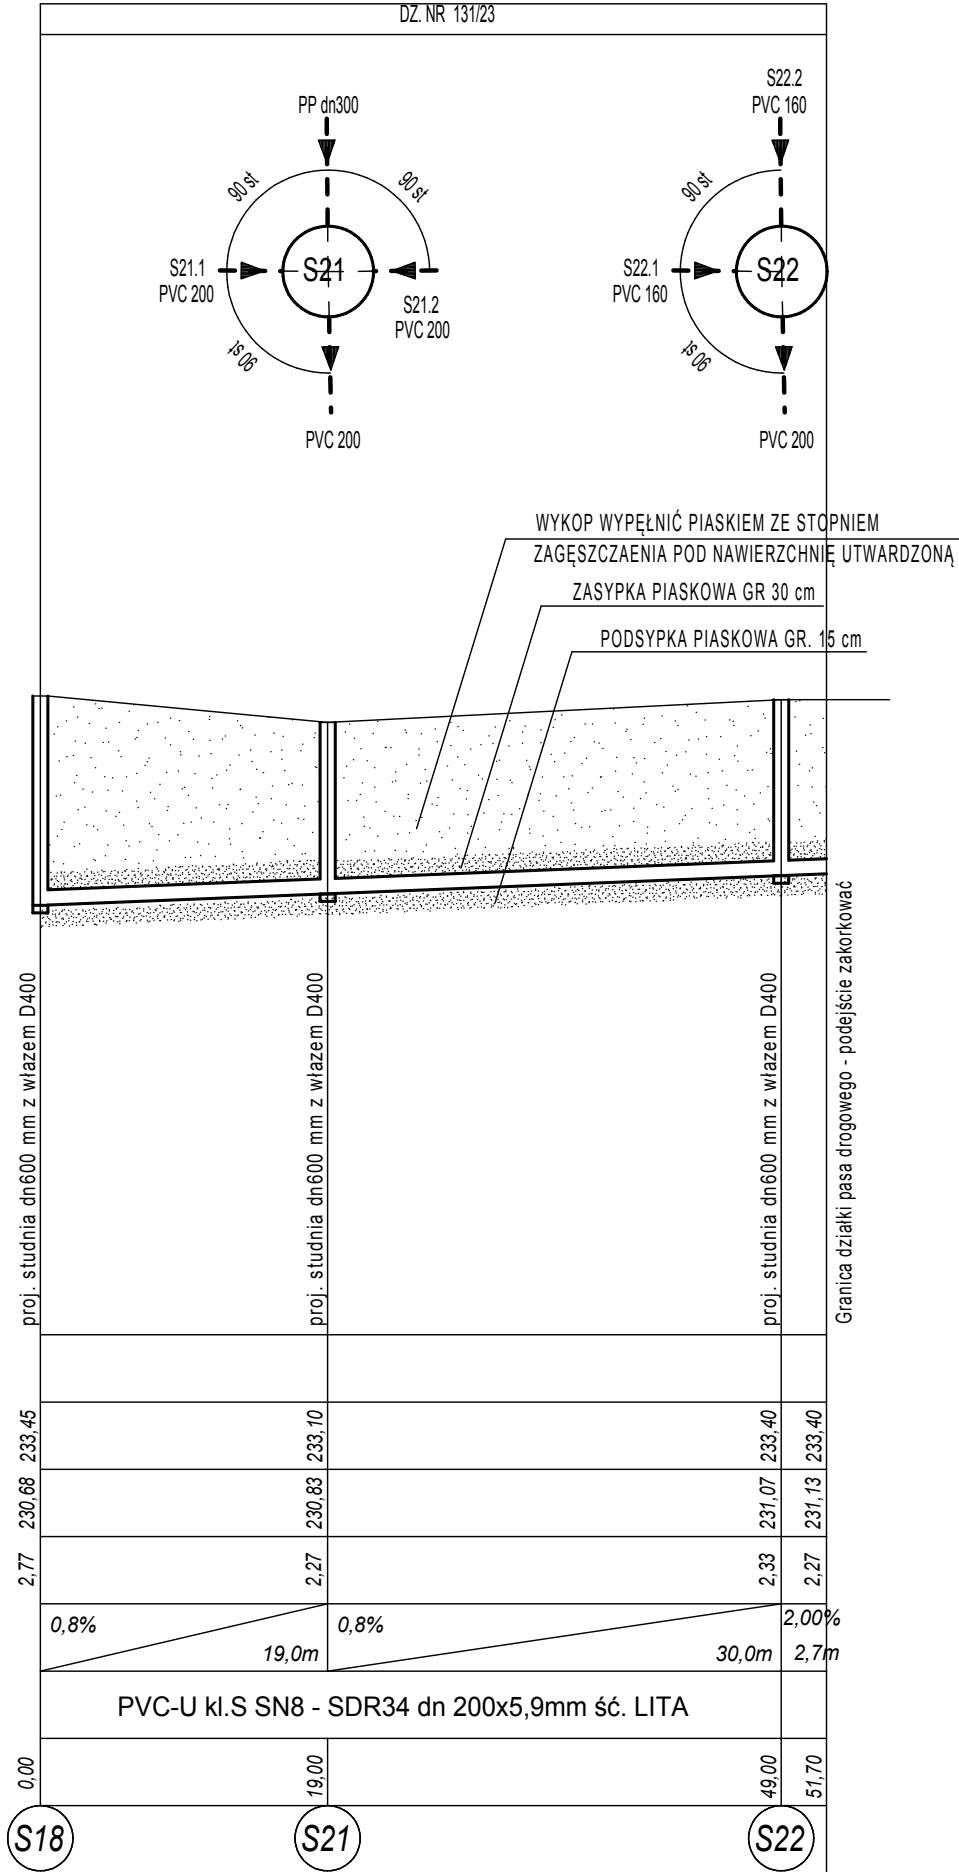 DZ. NR 131/23
S22.2
PP dn300
PVC 160
90 st
90 st
90 st
S21.1
PVC 200
S21
S21.2
PVC 200
S22.1
PVC 160
S22
90 st
90 st
PVC 200
PVC 200
WYKOP WYPEŁNIĆ PIASKIEM ZE STOPNIEM
ZAGĘSZCZAENIA POD NAWIERZCHNIĘ UTWARDZONĄ
ZASYPKA PIASKOWA GR 30 cm
PODSYPKA PIASKOWA GR. 15 cm
proj. studnia dn600 mm z włazem D400
proj. studnia dn600 mm z włazem D400
proj. studnia dn600 mm z włazem D400
Granica działki pasa drogowego - podejście zakorkować
233,45 233,10 233,40 233,40
230,68 230,83 231,07 231,13
2,77 2,27 2,33 2,27
0,8% 0,8% 2,00%
19,0m 30,0m 2,7m
PVC-U kl.S SN8 - SDR34 dn 200x5,9mm ść. LITA
0,00 19,00 49,00 51,70
S18 S21 S22